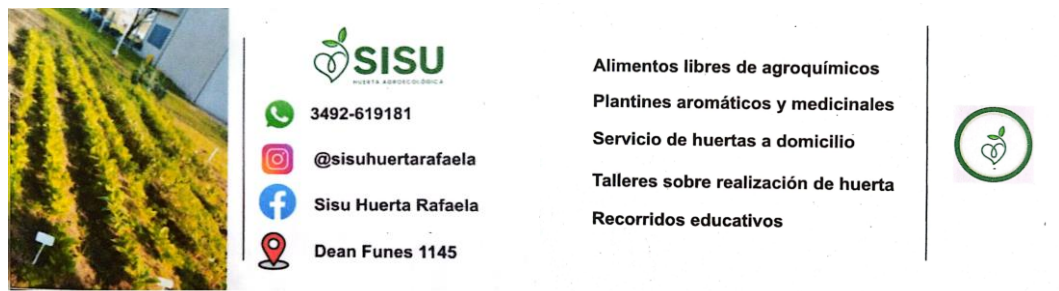 SISU
HUERTA AGROECOLÓGICA
3492-619181
@sisuhuertarafaela
Sisu Huerta Rafaela
Dean Funes 1145
Alimentos libres de agroquímicos
Plantines aromáticos y medicinales
Servicio de huertas a domicilio
Talleres sobre realización de huerta
Recorridos educativos